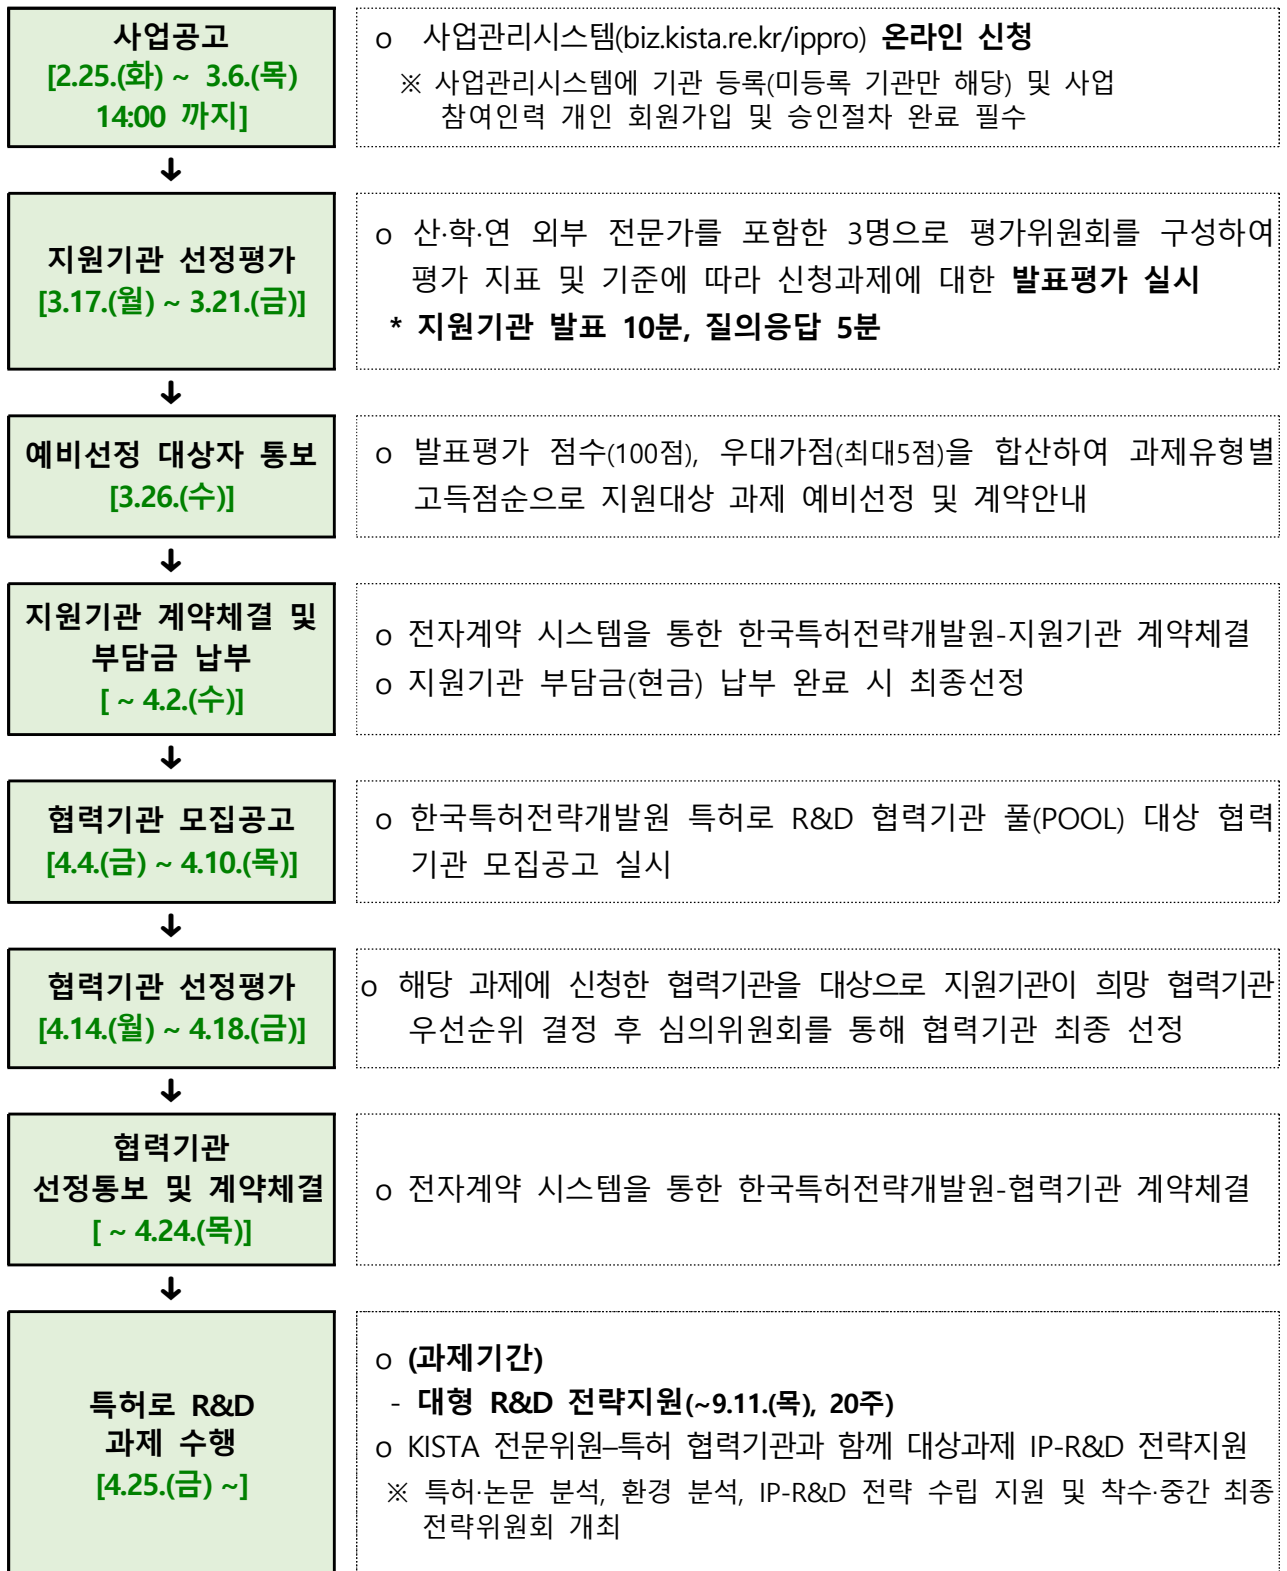 사업공고
[2.25.(화) ~ 3.6.(목)
14:00 까지]
o 사업관리시스템(biz.kista.re.kr/ippro) 온라인 신청
※ 사업관리시스템에 기관 등록(미등록 기관만 해당) 및 사업
참여인력 개인 회원가입 및 승인절차 완료 필수
↓
지원기관 선정평가
[3.17.(월) ~ 3.21.(금)]
o 산·학·연 외부 전문가를 포함한 3명으로 평가위원회를 구성하여
평가 지표 및 기준에 따라 신청과제에 대한 발표평가 실시
* 지원기관 발표 10분, 질의응답 5분
↓
예비선정 대상자 통보
[3.26.(수)]
o 발표평가 점수(100점), 우대가점(최대5점)을 합산하여 과제유형별
고득점순으로 지원대상 과제 예비선정 및 계약안내
↓
지원기관 계약체결 및
부담금 납부
[ ~ 4.2.(수)]
o 전자계약 시스템을 통한 한국특허전략개발원-지원기관 계약체결
o 지원기관 부담금(현금) 납부 완료 시 최종선정
↓
협력기관 모집공고
[4.4.(금) ~ 4.10.(목)]
o 한국특허전략개발원 특허로 R&D 협력기관 풀(POOL) 대상 협력
기관 모집공고 실시
↓
협력기관 선정평가
[4.14.(월) ~ 4.18.(금)]
o 해당 과제에 신청한 협력기관을 대상으로 지원기관이 희망 협력기관
우선순위 결정 후 심의위원회를 통해 협력기관 최종 선정
↓
협력기관
선정통보 및 계약체결
[ ~ 4.24.(목)]
o 전자계약 시스템을 통한 한국특허전략개발원-협력기관 계약체결
↓
특허로 R&D
과제 수행
[4.25.(금) ~]
o (과제기간)
- 대형 R&D 전략지원(~9.11.(목), 20주)
o KISTA 전문위원–특허 협력기관과 함께 대상과제 IP-R&D 전략지원
※ 특허·논문 분석, 환경 분석, IP-R&D 전략 수립 지원 및 착수·중간 최종
전략위원회 개최